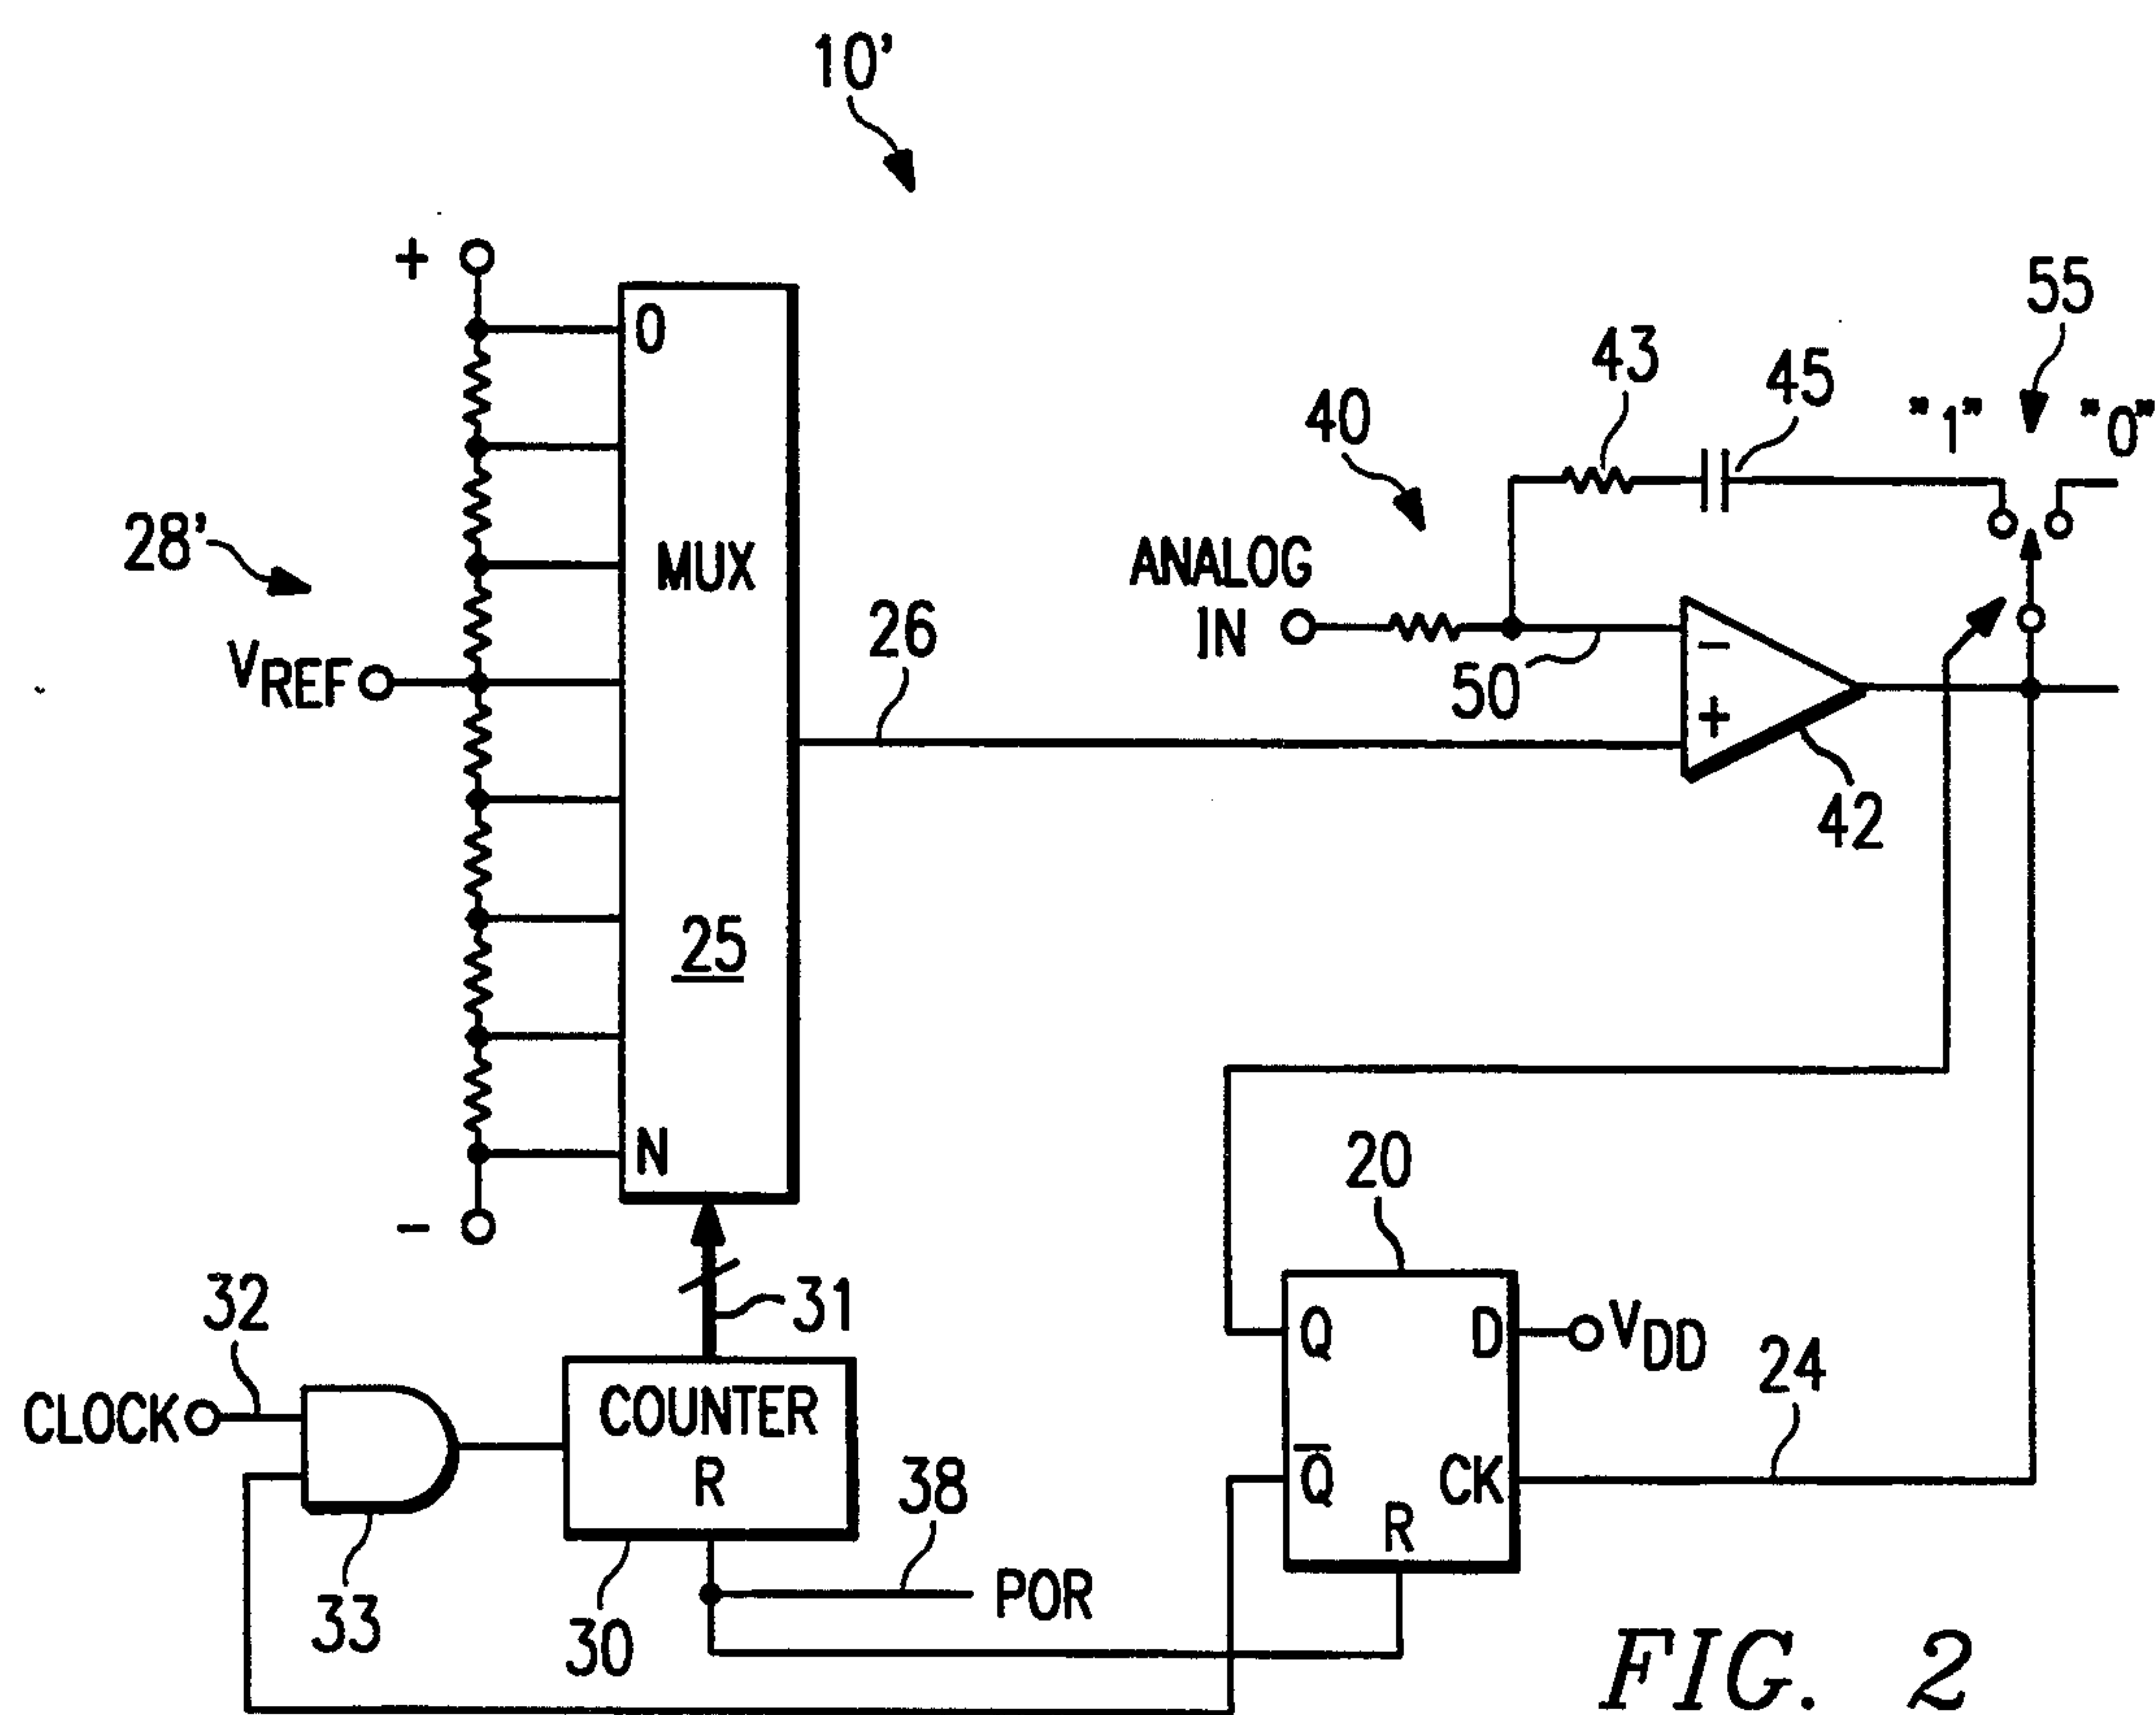 10'
+
0
55
43
45
"1"
"0"
40
28'
MUX
ANALOG
IN
26
VREF
50
−
+
42
25
N
−
20
31
32
Q
D
VDD
24
CLOCK
COUNTER
R
38
Q̅
CK
R
33
30
POR
FIG. 2